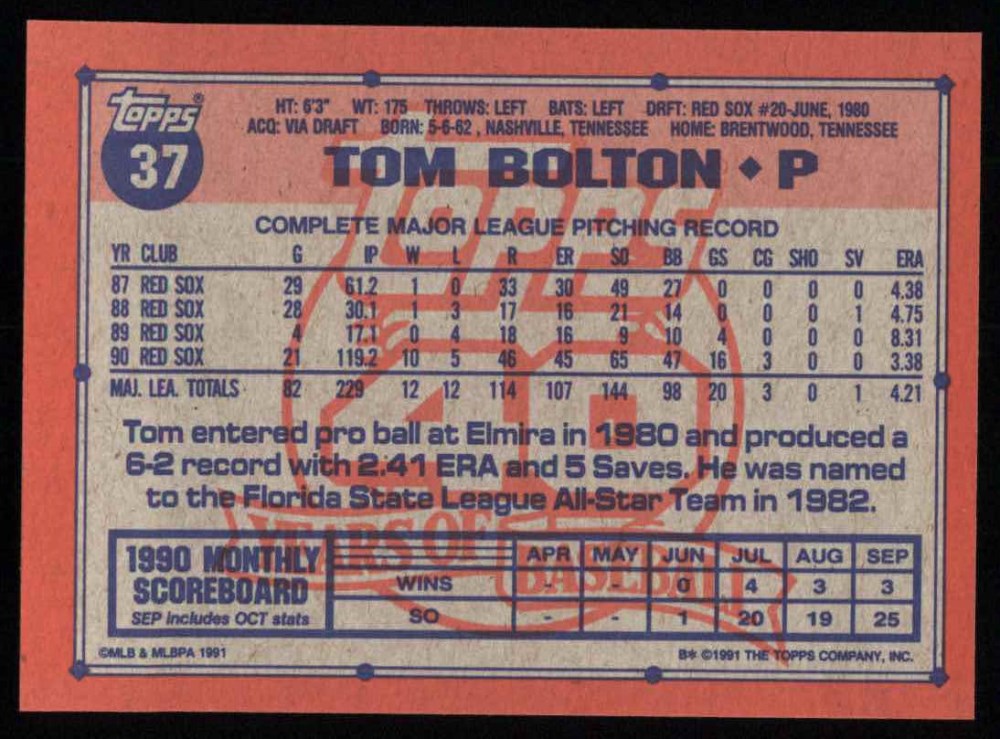 Topps®
37
HT: 6'3" WT: 175 THROWS: LEFT BATS: LEFT DRFT: RED SOX #20-JUNE, 1980
ACQ: VIA DRAFT BORN: 5-6-62 , NASHVILLE, TENNESSEE HOME: BRENTWOOD, TENNESSEE
TOM BOLTON ◆ P
COMPLETE MAJOR LEAGUE PITCHING RECORD
YR CLUB G IP W L R ER SO BB GS CG SHO SV ERA
87 RED SOX 29 61.2 1 0 33 30 49 27 0 0 0 0 4.38
88 RED SOX 28 30.1 1 3 17 16 21 14 0 0 0 1 4.75
89 RED SOX 4 17.1 0 4 18 16 9 10 4 0 0 0 8.31
90 RED SOX 21 119.2 10 5 46 45 65 47 16 3 0 0 3.38
MAJ. LEA. TOTALS 82 229 12 12 114 107 144 98 20 3 0 1 4.21
Tom entered pro ball at Elmira in 1980 and produced a
6-2 record with 2.41 ERA and 5 Saves. He was named
to the Florida State League All-Star Team in 1982.
TOPPS
40
YEARS OF
BASEBALL
1990 MONTHLY
SCOREBOARD
SEP includes OCT stats
APR MAY JUN JUL AUG SEP
WINS - - 0 4 3 3
SO - - 1 20 19 25
©MLB & MLBPA 1991
B* ©1991 THE TOPPS COMPANY, INC.